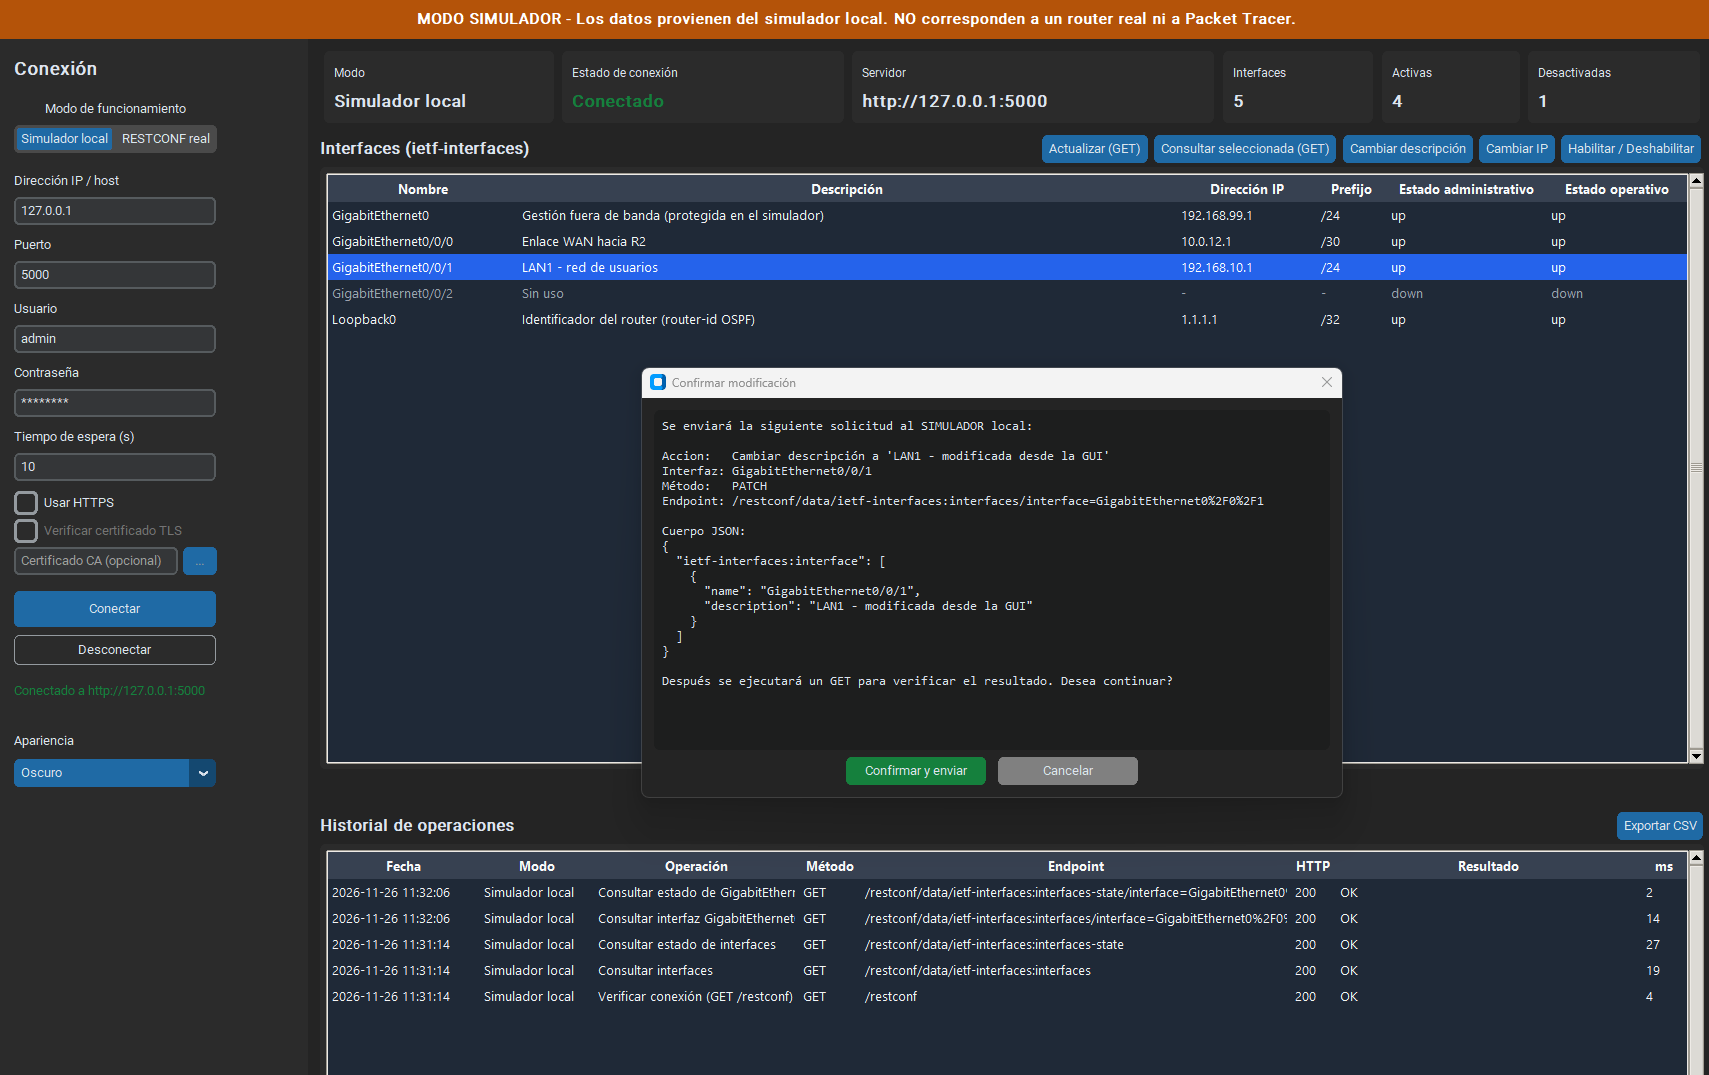 MODO SIMULADOR - Los datos provienen del simulador local. NO corresponden a un router real ni a Packet Tracer.
Conexión
Modo de funcionamiento
Simulador local RESTCONF real
Dirección IP / host
127.0.0.1
Puerto
5000
Usuario
admin
Contraseña
********
Tiempo de espera (s)
10
Usar HTTPS
Verificar certificado TLS
Certificado CA (opcional) ...
Conectar
Desconectar
Conectado a http://127.0.0.1:5000
Apariencia
Oscuro
Modo
Simulador local
Estado de conexión
Conectado
Servidor
http://127.0.0.1:5000
Interfaces
5
Activas
4
Desactivadas
1
Interfaces (ietf-interfaces)
Actualizar (GET) Consultar seleccionada (GET) Cambiar descripción Cambiar IP Habilitar / Deshabilitar
Nombre Descripción Dirección IP Prefijo Estado administrativo Estado operativo
GigabitEthernet0 Gestión fuera de banda (protegida en el simulador) 192.168.99.1 /24 up up
GigabitEthernet0/0/0 Enlace WAN hacia R2 10.0.12.1 /30 up up
GigabitEthernet0/0/1 LAN1 - red de usuarios 192.168.10.1 /24 up up
GigabitEthernet0/0/2 Sin uso - - down down
Loopback0 Identificador del router (router-id OSPF) 1.1.1.1 /32 up up
Confirmar modificación
Se enviará la siguiente solicitud al SIMULADOR local:
Accion: Cambiar descripción a 'LAN1 - modificada desde la GUI'
Interfaz: GigabitEthernet0/0/1
Método: PATCH
Endpoint: /restconf/data/ietf-interfaces:interfaces/interface=GigabitEthernet0%2F0%2F1
Cuerpo JSON:
{
"ietf-interfaces:interface": [
{
"name": "GigabitEthernet0/0/1",
"description": "LAN1 - modificada desde la GUI"
}
]
}
Después se ejecutará un GET para verificar el resultado. Desea continuar?
Confirmar y enviar Cancelar
Historial de operaciones
Exportar CSV
Fecha Modo Operación Método Endpoint HTTP Resultado ms
2026-11-26 11:32:06 Simulador local Consultar estado de GigabitEthern GET /restconf/data/ietf-interfaces:interfaces-state/interface=GigabitEthernet0 200 OK 2
2026-11-26 11:32:06 Simulador local Consultar interfaz GigabitEthernet GET /restconf/data/ietf-interfaces:interfaces/interface=GigabitEthernet0%2F0% 200 OK 14
2026-11-26 11:31:14 Simulador local Consultar estado de interfaces GET /restconf/data/ietf-interfaces:interfaces-state 200 OK 27
2026-11-26 11:31:14 Simulador local Consultar interfaces GET /restconf/data/ietf-interfaces:interfaces 200 OK 19
2026-11-26 11:31:14 Simulador local Verificar conexión (GET /restconf) GET /restconf 200 OK 4